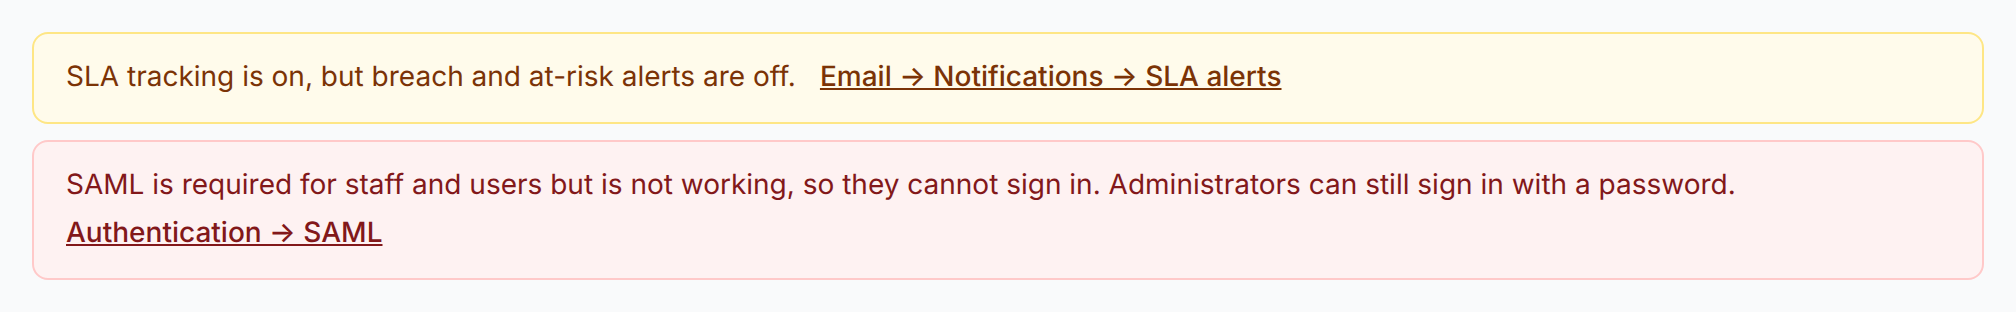 SLA tracking is on, but breach and at-risk alerts are off. Email → Notifications → SLA alerts
SAML is required for staff and users but is not working, so they cannot sign in. Administrators can still sign in with a password.
Authentication → SAML